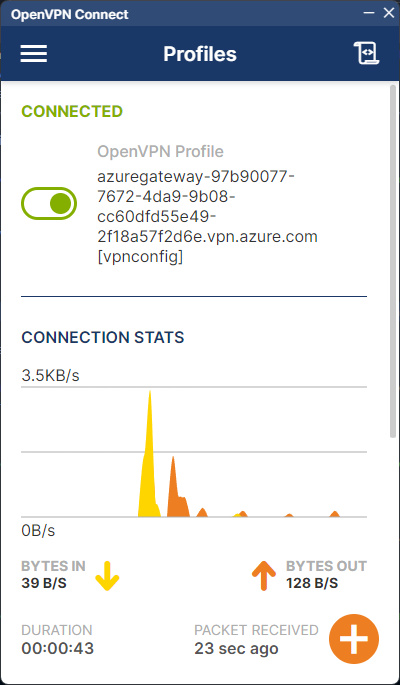 OpenVPN Connect
Profiles
CONNECTED
OpenVPN Profile
azuregateway-97b90077-
7672-4da9-9b08-
cc60dfd55e49-
2f18a57f2d6e.vpn.azure.com
[vpnconfig]
CONNECTION STATS
3.5KB/s
0B/s
BYTES IN
39 B/S
BYTES OUT
128 B/S
DURATION
00:00:43
PACKET RECEIVED
23 sec ago